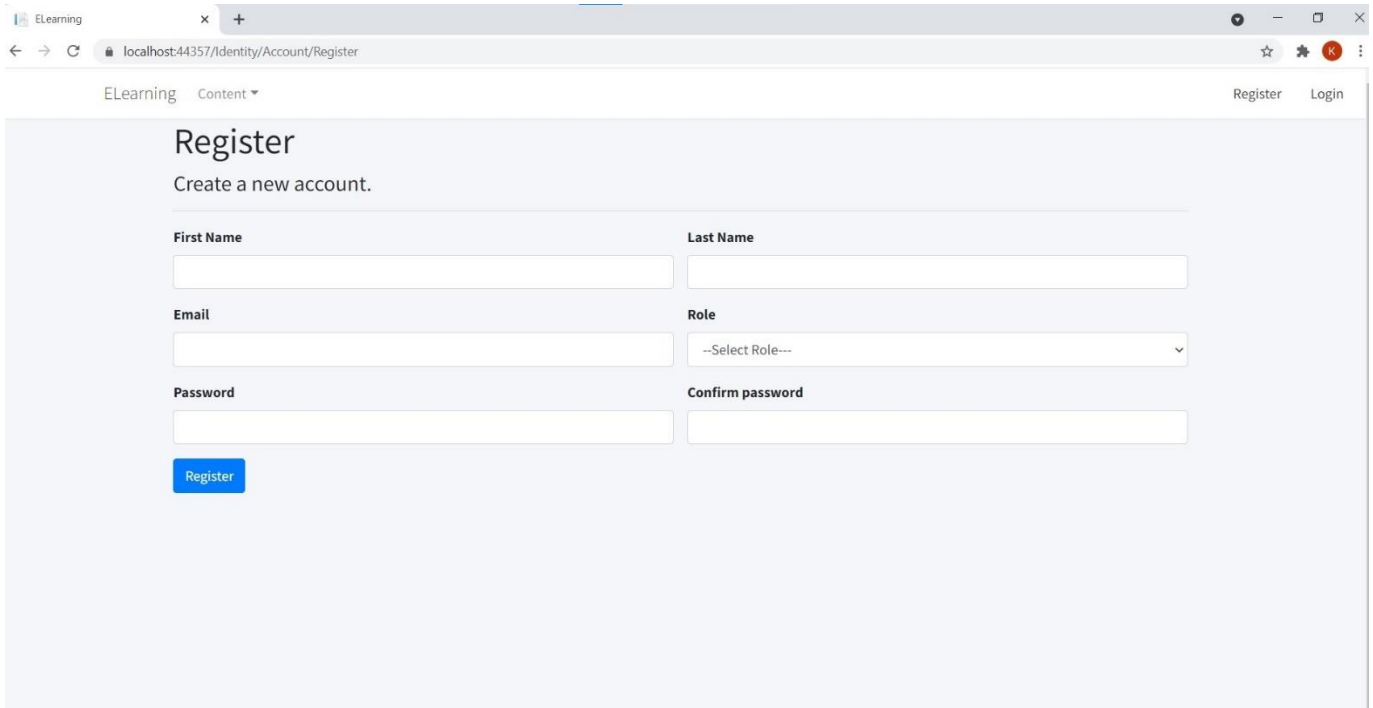 ELearning
localhost:44357/Identity/Account/Register
K
ELearning Content Register Login
Register
Create a new account.
First Name Last Name
Email Role
--Select Role---
Password Confirm password
Register